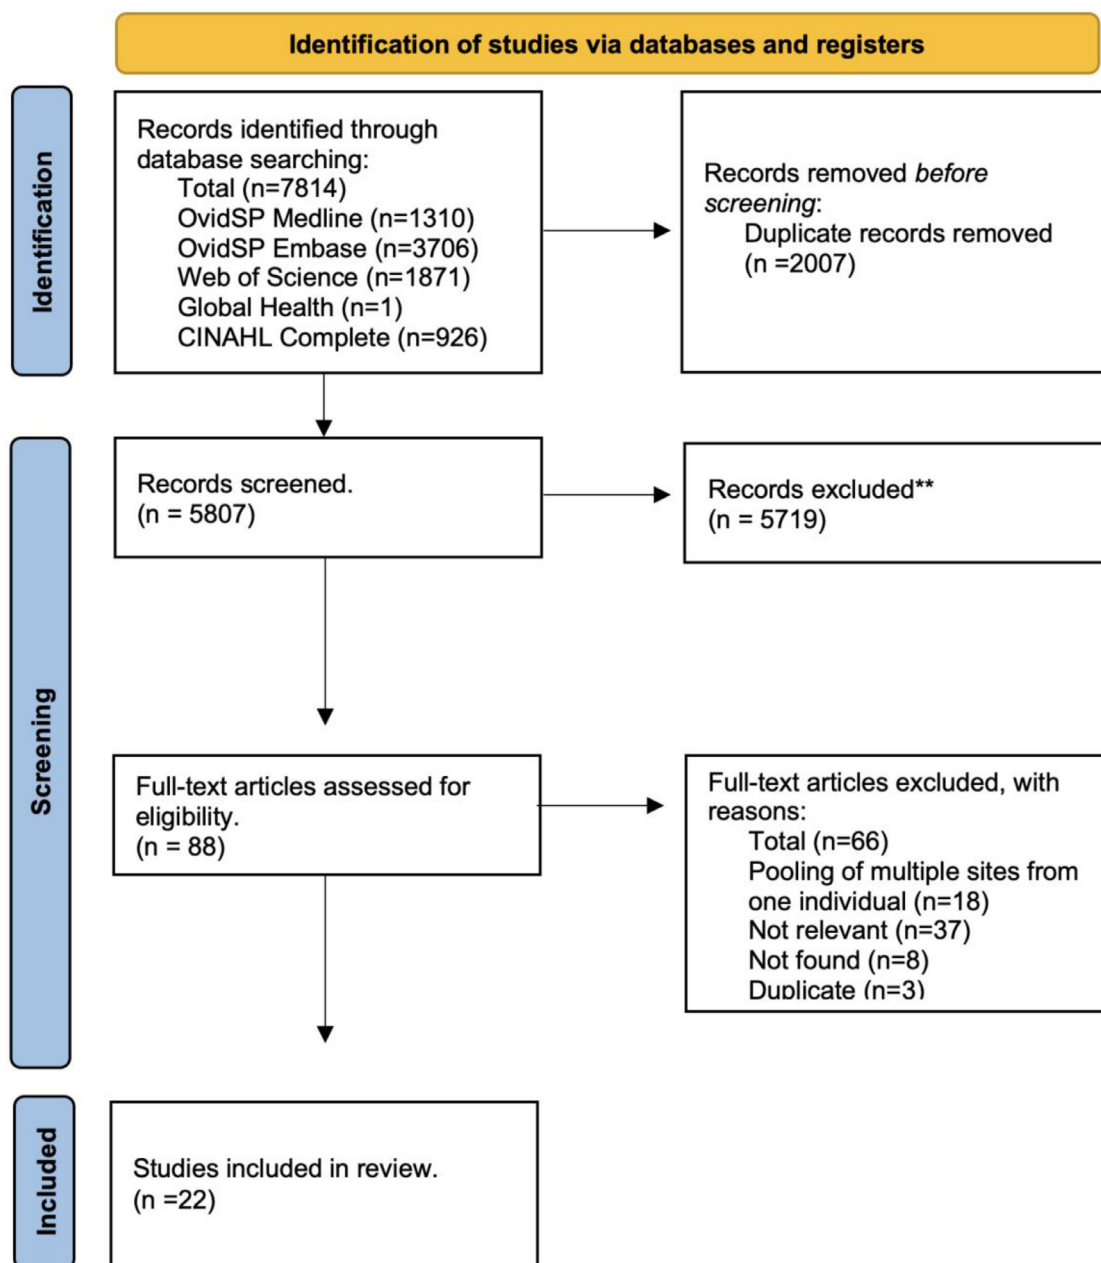 Identification of studies via databases and registers
Identification
Records identified through
database searching:
Total (n=7814)
OvidSP Medline (n=1310)
OvidSP Embase (n=3706)
Web of Science (n=1871)
Global Health (n=1)
CINAHL Complete (n=926)
Records removed before
screening:
Duplicate records removed
(n =2007)
Screening
Records screened.
(n = 5807)
Records excluded**
(n = 5719)
Full-text articles assessed for
eligibility.
(n = 88)
Full-text articles excluded, with
reasons:
Total (n=66)
Pooling of multiple sites from
one individual (n=18)
Not relevant (n=37)
Not found (n=8)
Duplicate (n=3)
Included
Studies included in review.
(n =22)